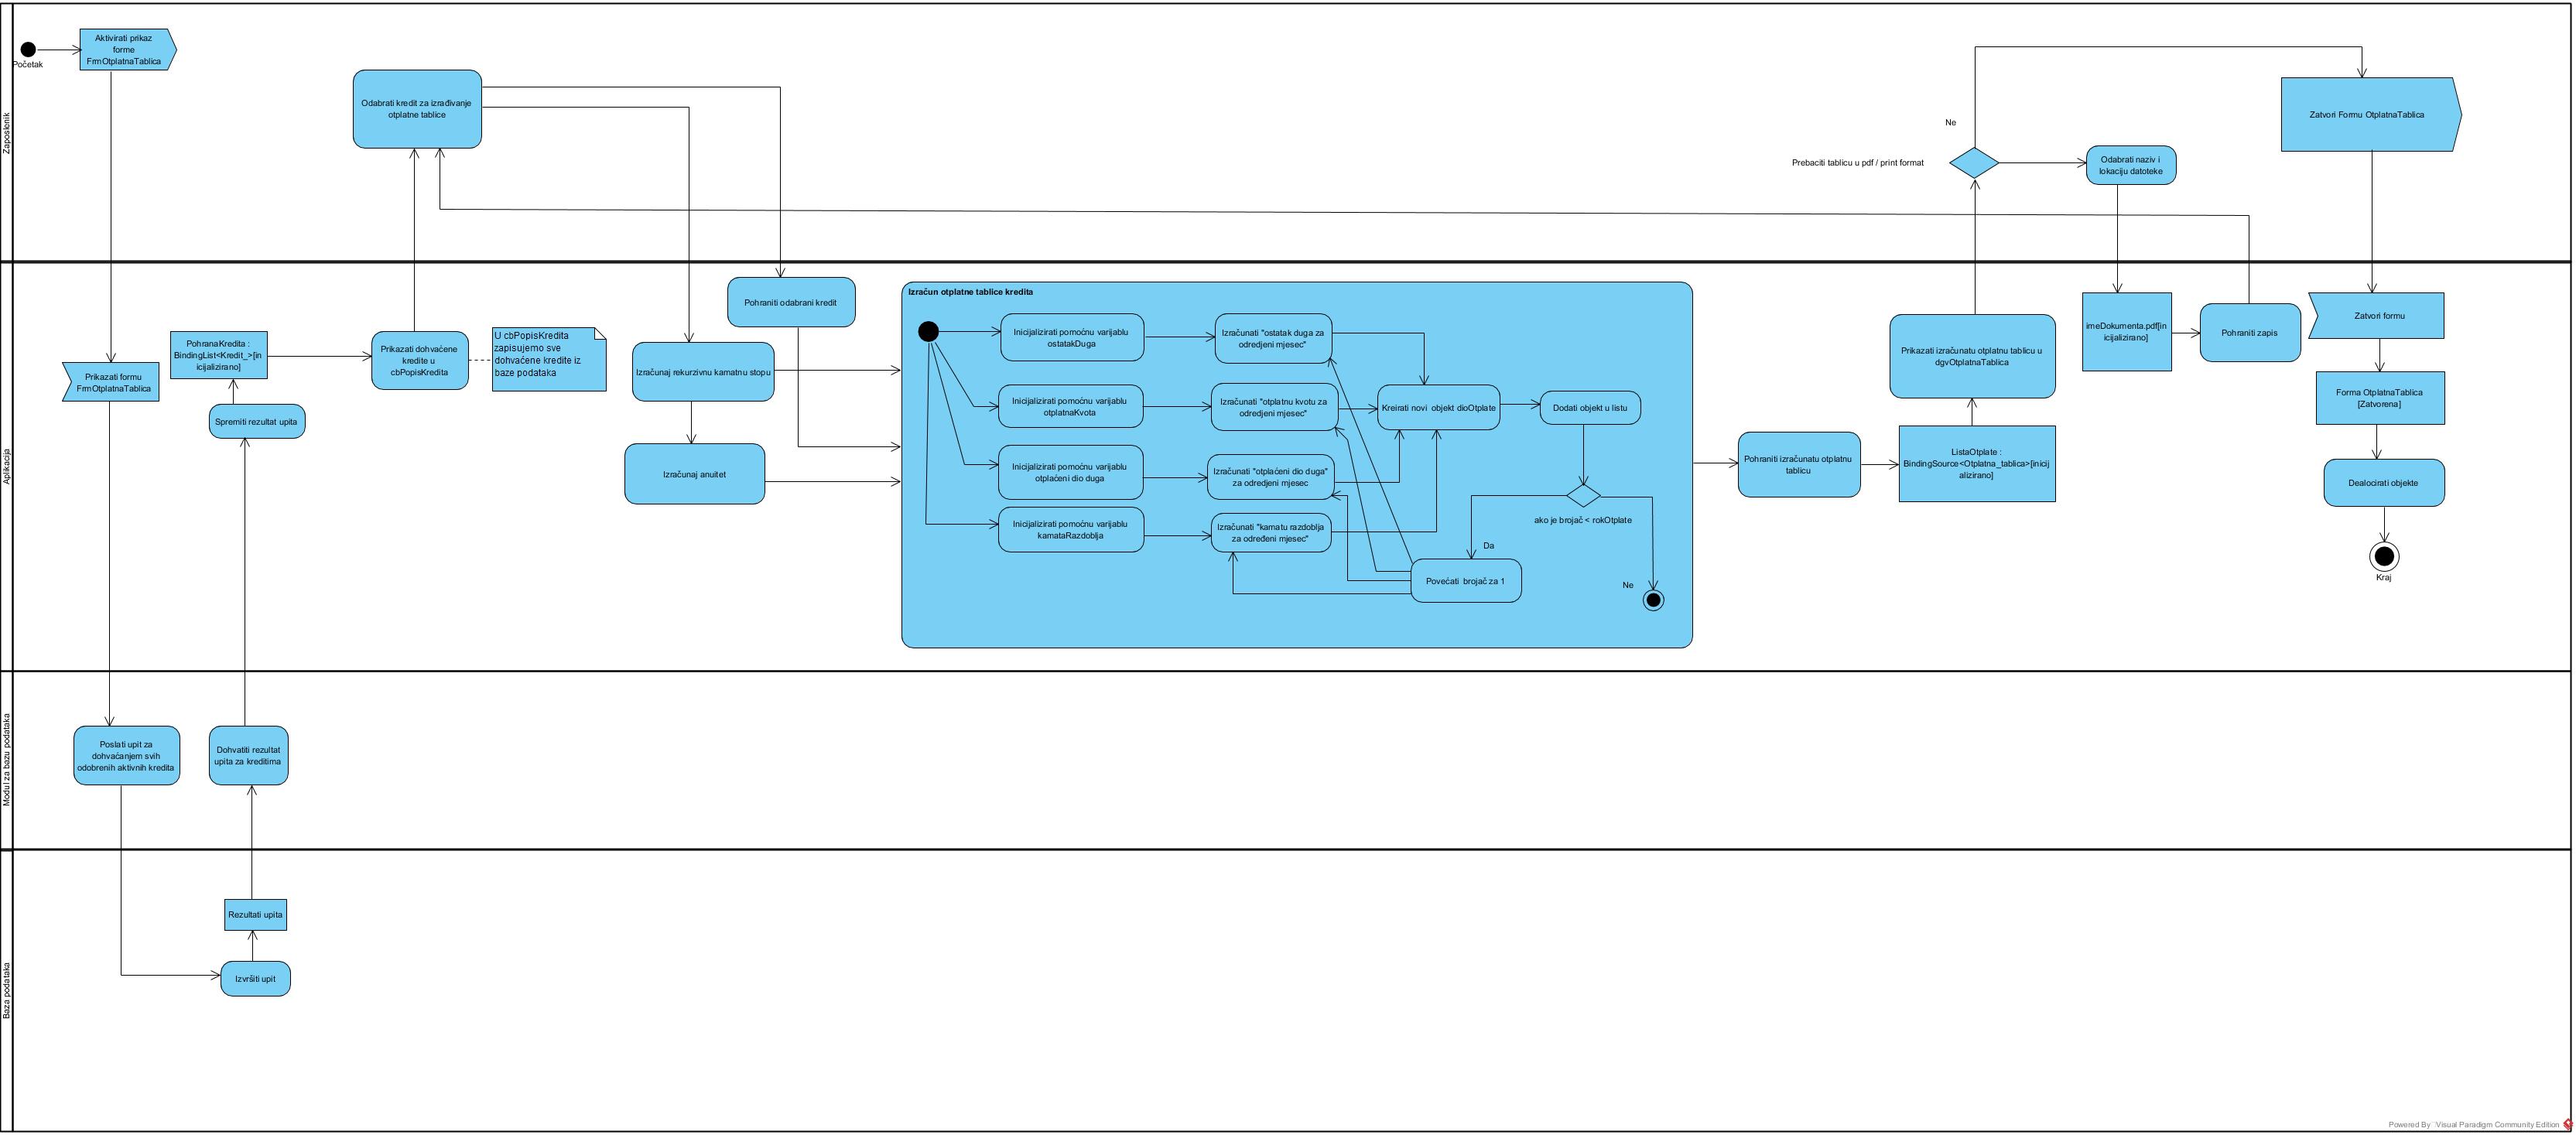 Zaposlenik
Početak
Aktivirati prikaz
forme
FrmOtplatnaTablica
Odabrati kredit za izrađivanje
otplatne tablice
Ne
Prebaciti tablicu u pdf / print format
Odabrati naziv i
lokaciju datoteke
Zatvori Formu OtplatnaTablica
Aplikacija
Prikazati formu
FrmOtplatnaTablica
PohranaKredita :
BindingList<Kredit_>[in
icijalizirano]
Spremiti rezultat upita
Prikazati dohvaćene
kredite u
cbPopisKredita
U cbPopisKredita
zapisujemo sve
dohvaćene kredite iz
baze podataka
Pohraniti odabrani kredit
Izračunaj rekurzivnu kamatnu stopu
Izračunaj anuitet
Izračun otplatne tablice kredita
Inicijalizirati pomoćnu varijablu
ostatakDuga
Izračunati "ostatak duga za
odredjeni mjesec"
Inicijalizirati pomoćnu varijablu
otplatnaKvota
Izračunati "otplatnu kvotu za
odredjeni mjesec"
Kreirati novi  objekt dioOtplate
Dodati objekt u listu
Inicijalizirati pomoćnu varijablu
otplaćeni dio duga
Izračunati "otplaćeni dio duga"
za odredjeni mjesec
Inicijalizirati pomoćnu varijablu
kamataRazdoblja
Izračunati "kamatu razdoblja
za određeni mjesec"
ako je brojač < rokOtplate
Da
Povećati  brojač za 1
Ne
Pohraniti izračunatu otplatnu
tablicu
ListaOtplate :
BindingSource<Otplatna_tablica>[inicij
alizirano]
Prikazati izračunatu otplatnu tablicu u
dgvOtplatnaTablica
imeDokumenta.pdf[in
icijalizirano]
Pohraniti zapis
Zatvori formu
Forma OtplatnaTablica
[Zatvorena]
Dealocirati objekte
Kraj
Modul za bazu podataka
Poslati upit za
dohvaćanjem svih
odobrenih aktivnih kredita
Dohvatiti rezultat
upita za kreditima
Baza podataka
Rezultati upita
Izvršiti upit
Powered By  Visual Paradigm Community Edition